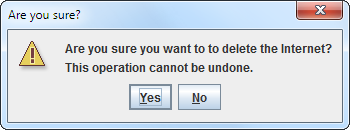 Are you sure?
Are you sure you want to to delete the Internet?
This operation cannot be undone.
Yes No